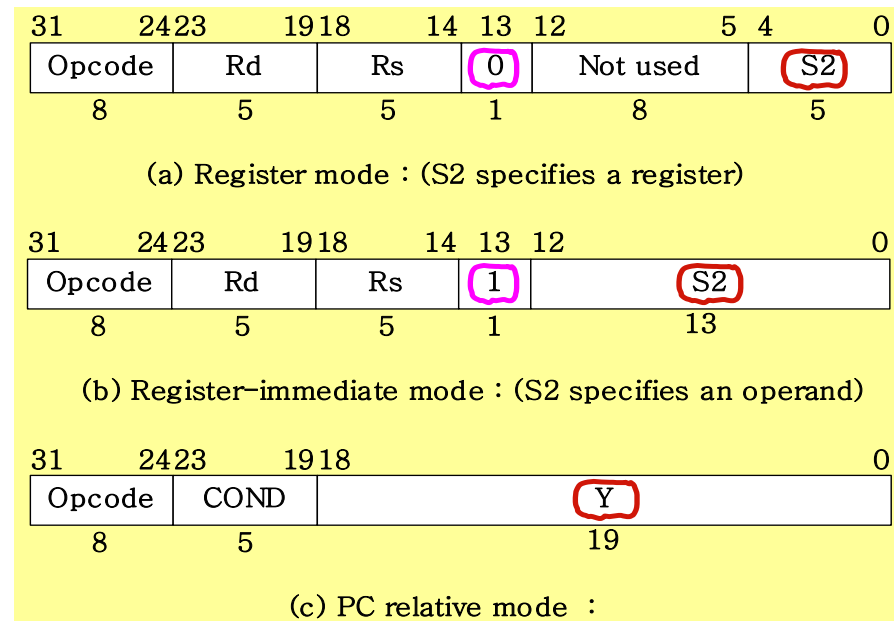 31 24 23 19 18 14 13 12 5 4 0
Opcode Rd Rs 0 Not used S2
8 5 5 1 8 5
(a) Register mode : (S2 specifies a register)
31 24 23 19 18 14 13 12 0
Opcode Rd Rs 1 S2
8 5 5 1 13
(b) Register-immediate mode : (S2 specifies an operand)
31 24 23 19 18 0
Opcode COND Y
8 5 19
(c) PC relative mode :